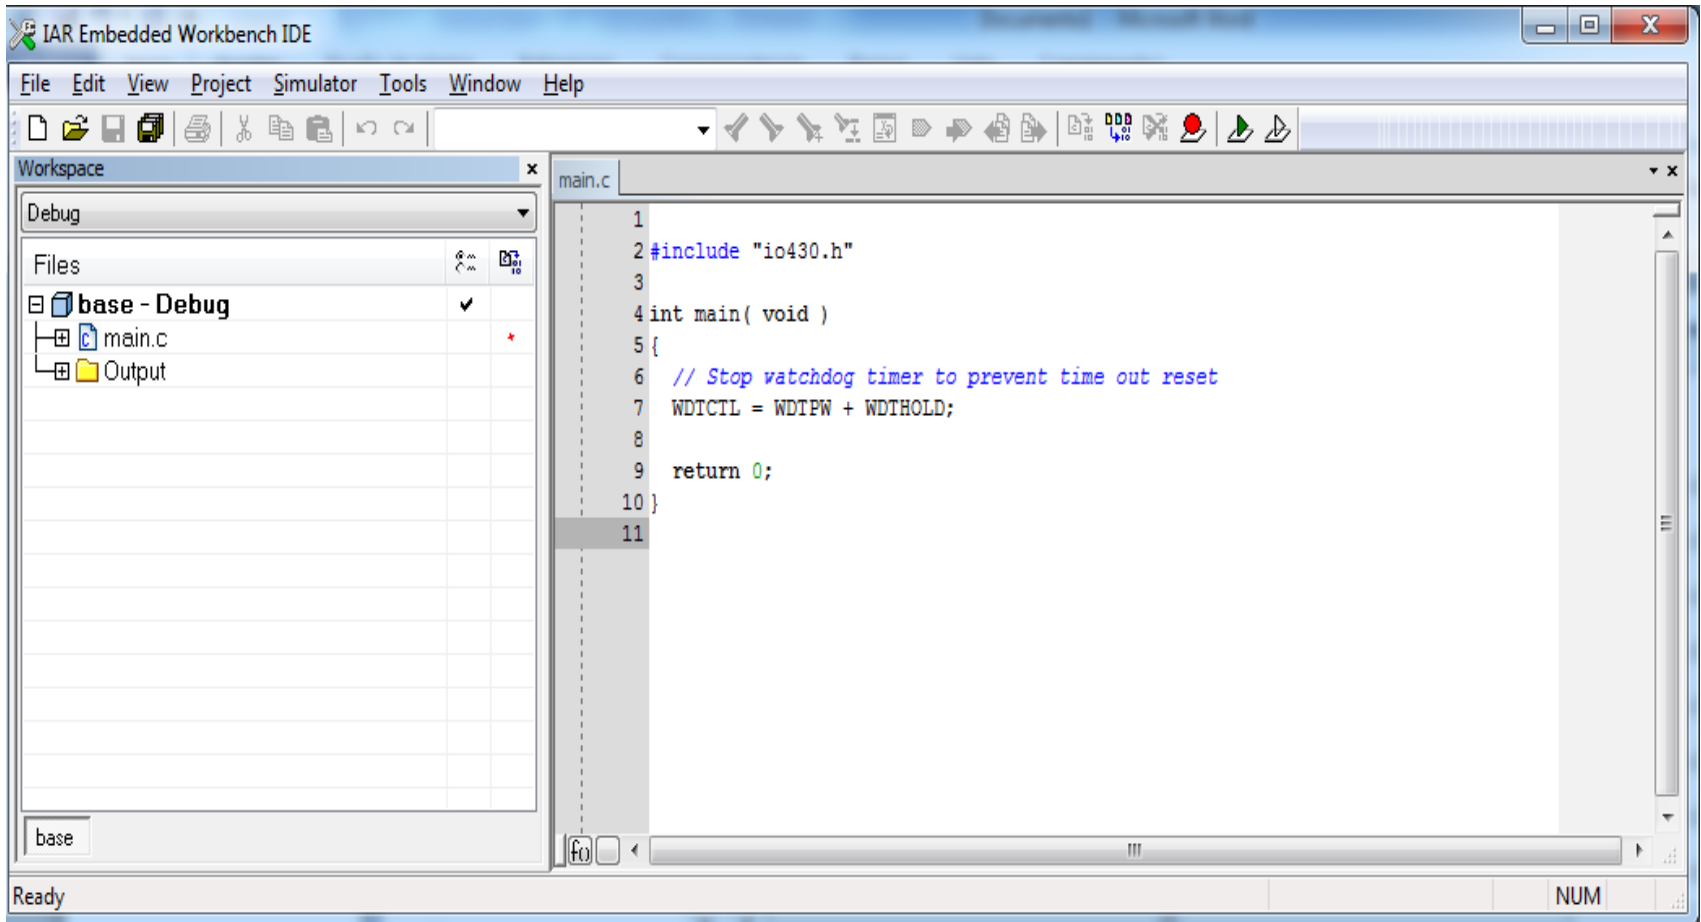 IAR Embedded Workbench IDE
File Edit View Project Simulator Tools Window Help
Workspace
Debug
Files
base - Debug
main.c
Output
base
main.c
1
2 #include "io430.h"
3
4 int main( void )
5 {
6 // Stop watchdog timer to prevent time out reset
7 WDTCTL = WDTPW + WDTHOLD;
8
9 return 0;
10 }
11
f()
Ready NUM